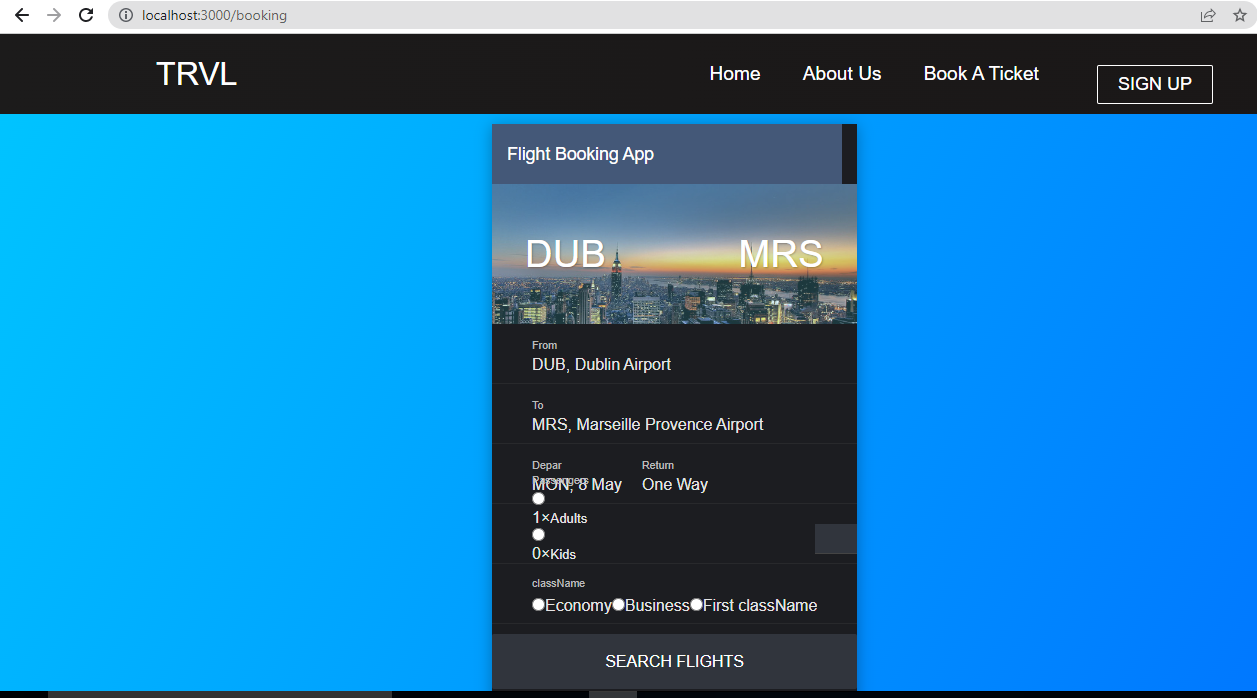 localhost:3000/booking
TRVL
Home About Us Book A Ticket SIGN UP
Flight Booking App
DUB MRS
From
DUB, Dublin Airport
To
MRS, Marseille Provence Airport
Depar Return
Passengers
MON, 8 May One Way
1×Adults
0×Kids
className
Economy Business First className
SEARCH FLIGHTS